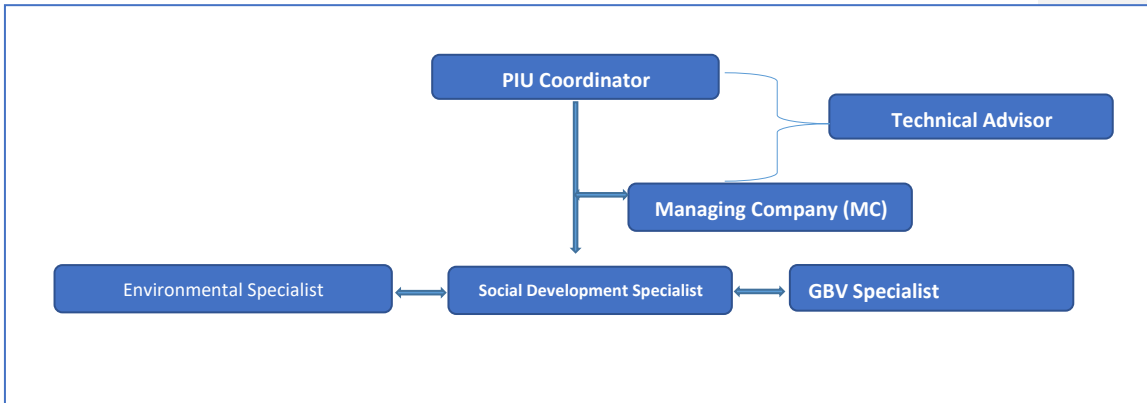 PIU Coordinator
Technical Advisor
Managing Company (MC)
Environmental Specialist
Social Development Specialist
GBV Specialist